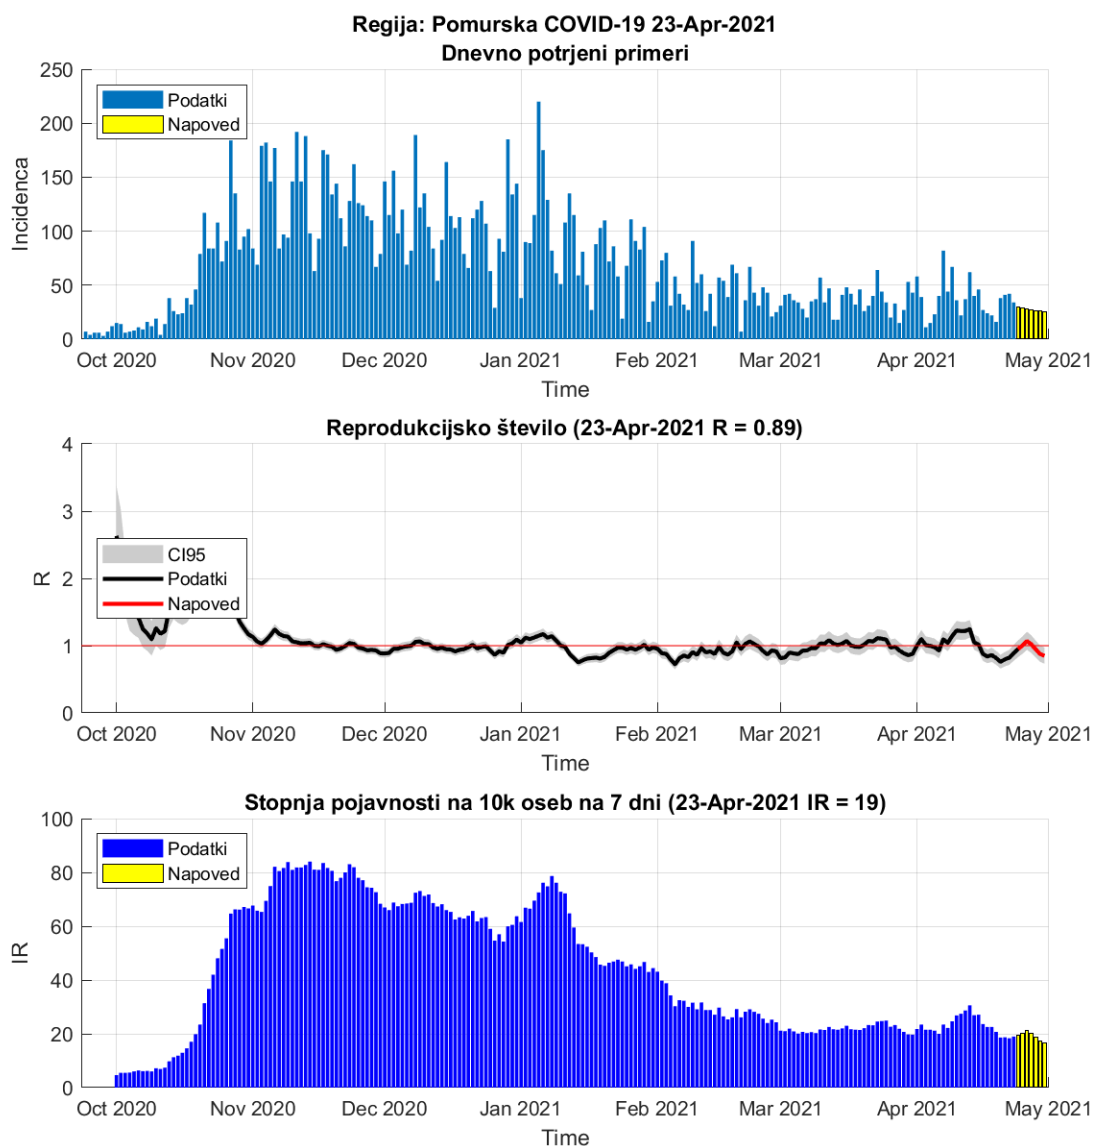 Regija: Pomurska COVID-19 23-Apr-2021
Dnevno potrjeni primeri
250
200
150
100
50
0
Incidenca
Podatki
Napoved
Oct 2020 Nov 2020 Dec 2020 Jan 2021 Feb 2021 Mar 2021 Apr 2021 May 2021
Time
Reprodukcijsko število (23-Apr-2021 R = 0.89)
4
3
2
1
0
R
CI95
Podatki
Napoved
Oct 2020 Nov 2020 Dec 2020 Jan 2021 Feb 2021 Mar 2021 Apr 2021 May 2021
Time
Stopnja pojavnosti na 10k oseb na 7 dni (23-Apr-2021 IR = 19)
100
80
60
40
20
0
IR
Podatki
Napoved
Oct 2020 Nov 2020 Dec 2020 Jan 2021 Feb 2021 Mar 2021 Apr 2021 May 2021
Time